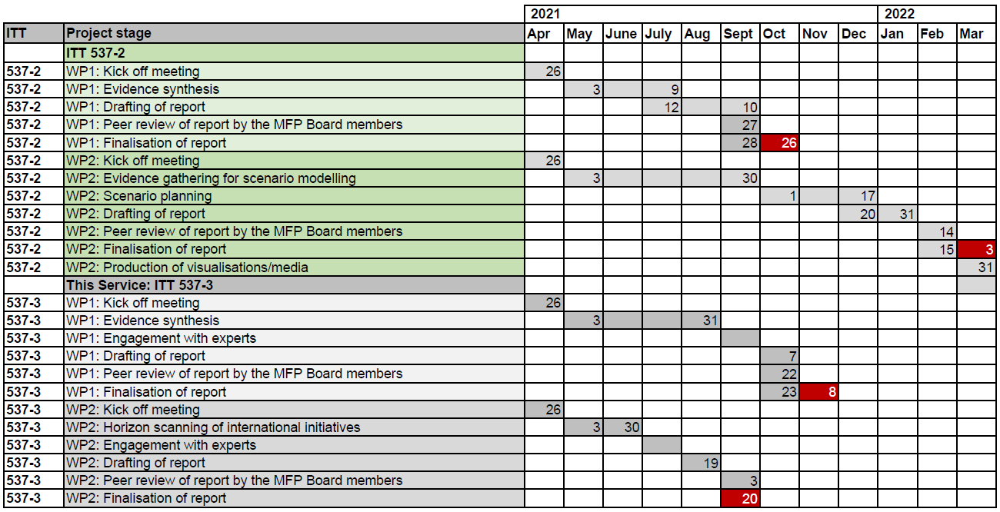 2021 2022
ITT Project stage Apr May June July Aug Sept Oct Nov Dec Jan Feb Mar
ITT 537-2
537-2 WP1: Kick off meeting 26
537-2 WP1: Evidence synthesis 3 9
537-2 WP1: Drafting of report 12 10
537-2 WP1: Peer review of report by the MFP Board members 27
537-2 WP1: Finalisation of report 28 26
537-2 WP2: Kick off meeting 26
537-2 WP2: Evidence gathering for scenario modelling 3 30
537-2 WP2: Scenario planning 1 17
537-2 WP2: Drafting of report 20 31
537-2 WP2: Peer review of report by the MFP Board members 14
537-2 WP2: Finalisation of report 15 3
537-2 WP2: Production of visualisations/media 31
This Service: ITT 537-3
537-3 WP1: Kick off meeting 26
537-3 WP1: Evidence synthesis 3 31
537-3 WP1: Engagement with experts
537-3 WP1: Drafting of report 7
537-3 WP1: Peer review of report by the MFP Board members 22
537-3 WP1: Finalisation of report 23 8
537-3 WP2: Kick off meeting 26
537-3 WP2: Horizon scanning of international initiatives 3 30
537-3 WP2: Engagement with experts
537-3 WP2: Drafting of report 19
537-3 WP2: Peer review of report by the MFP Board members 3
537-3 WP2: Finalisation of report 20